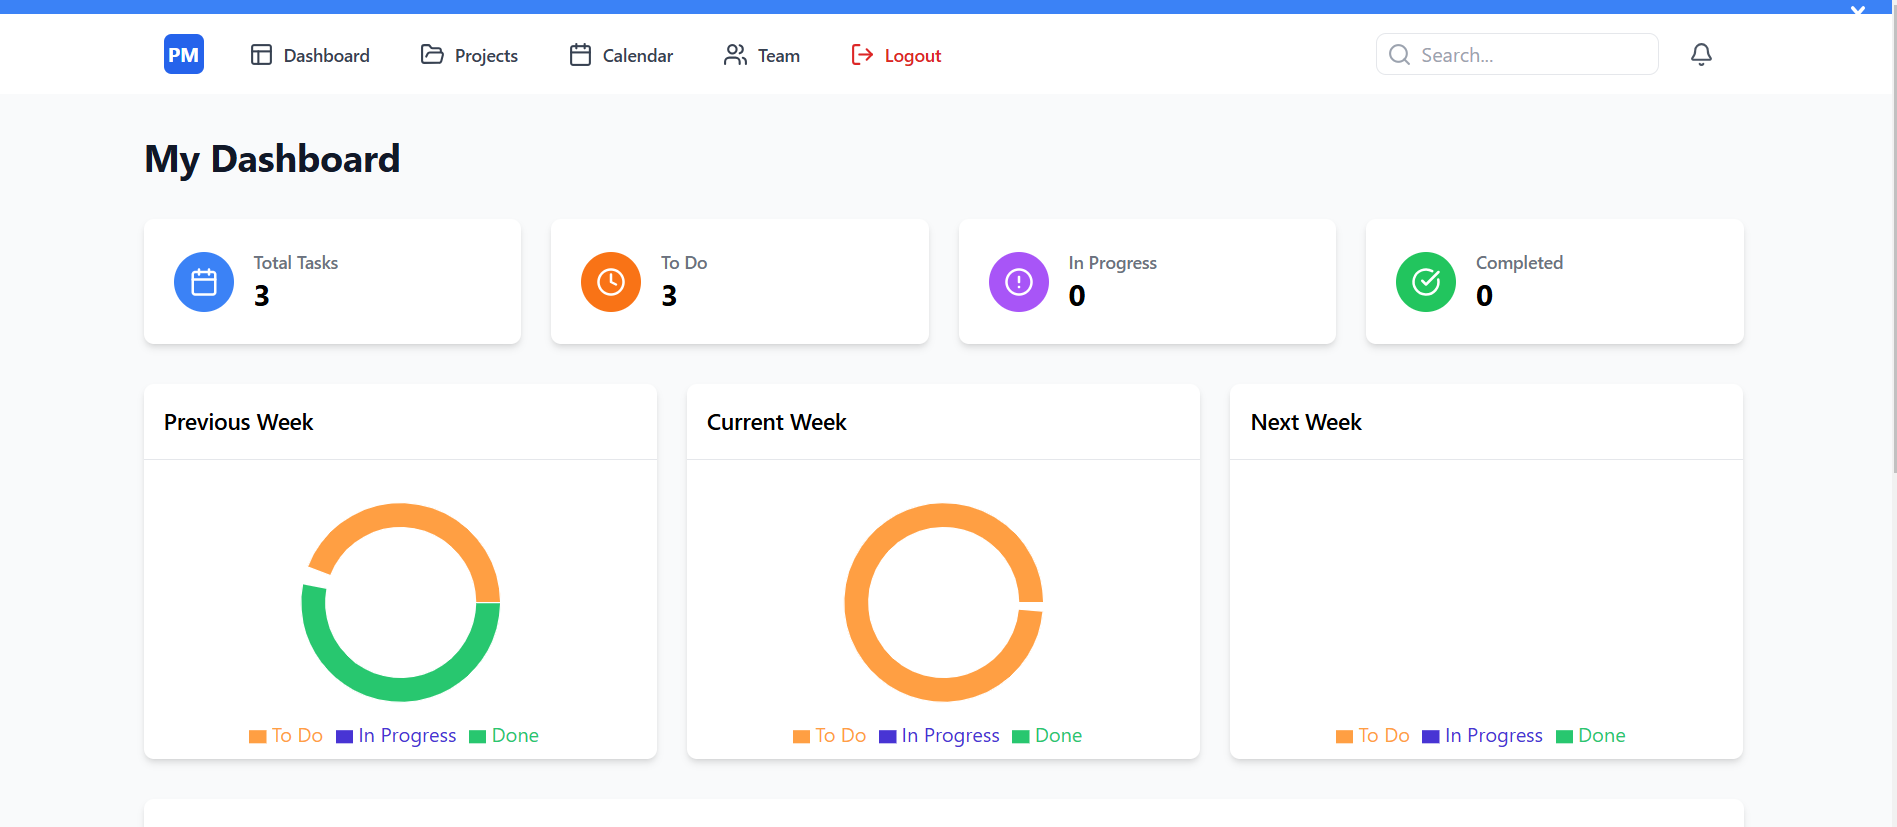 PM Dashboard Projects Calendar Team Logout Search...
My Dashboard
Total Tasks
3
To Do
3
In Progress
0
Completed
0
Previous Week
To Do In Progress Done
Current Week
To Do In Progress Done
Next Week
To Do In Progress Done